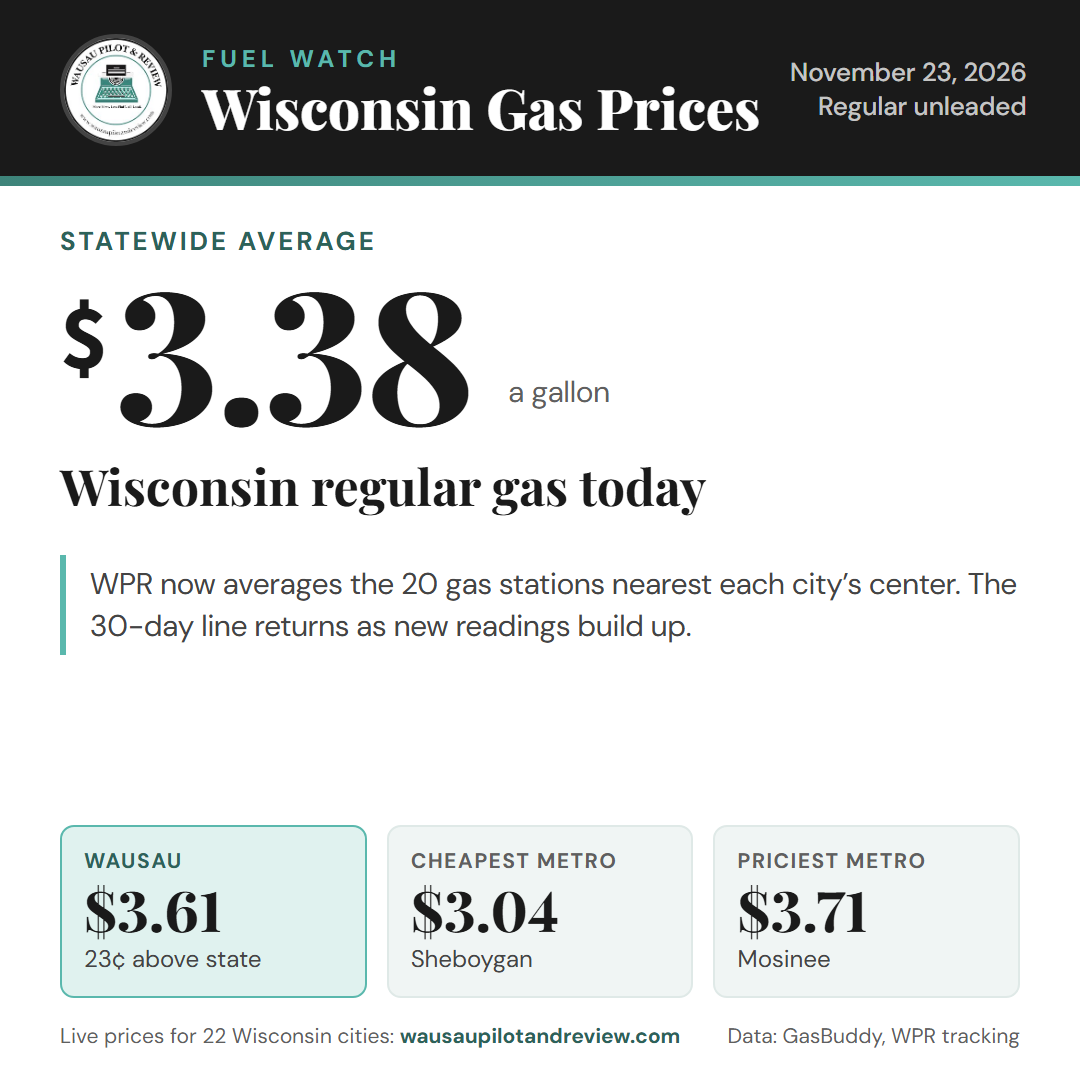 WAUSAU PILOT & REVIEW
FUEL WATCH
Wisconsin Gas Prices
November 23, 2026
Regular unleaded
STATEWIDE AVERAGE
$3.38 a gallon
Wisconsin regular gas today
WPR now averages the 20 gas stations nearest each city’s center. The
30-day line returns as new readings build up.
WAUSAU
$3.61
23¢ above state
CHEAPEST METRO
$3.04
Sheboygan
PRICIEST METRO
$3.71
Mosinee
Live prices for 22 Wisconsin cities: wausaupilotandreview.com
Data: GasBuddy, WPR tracking